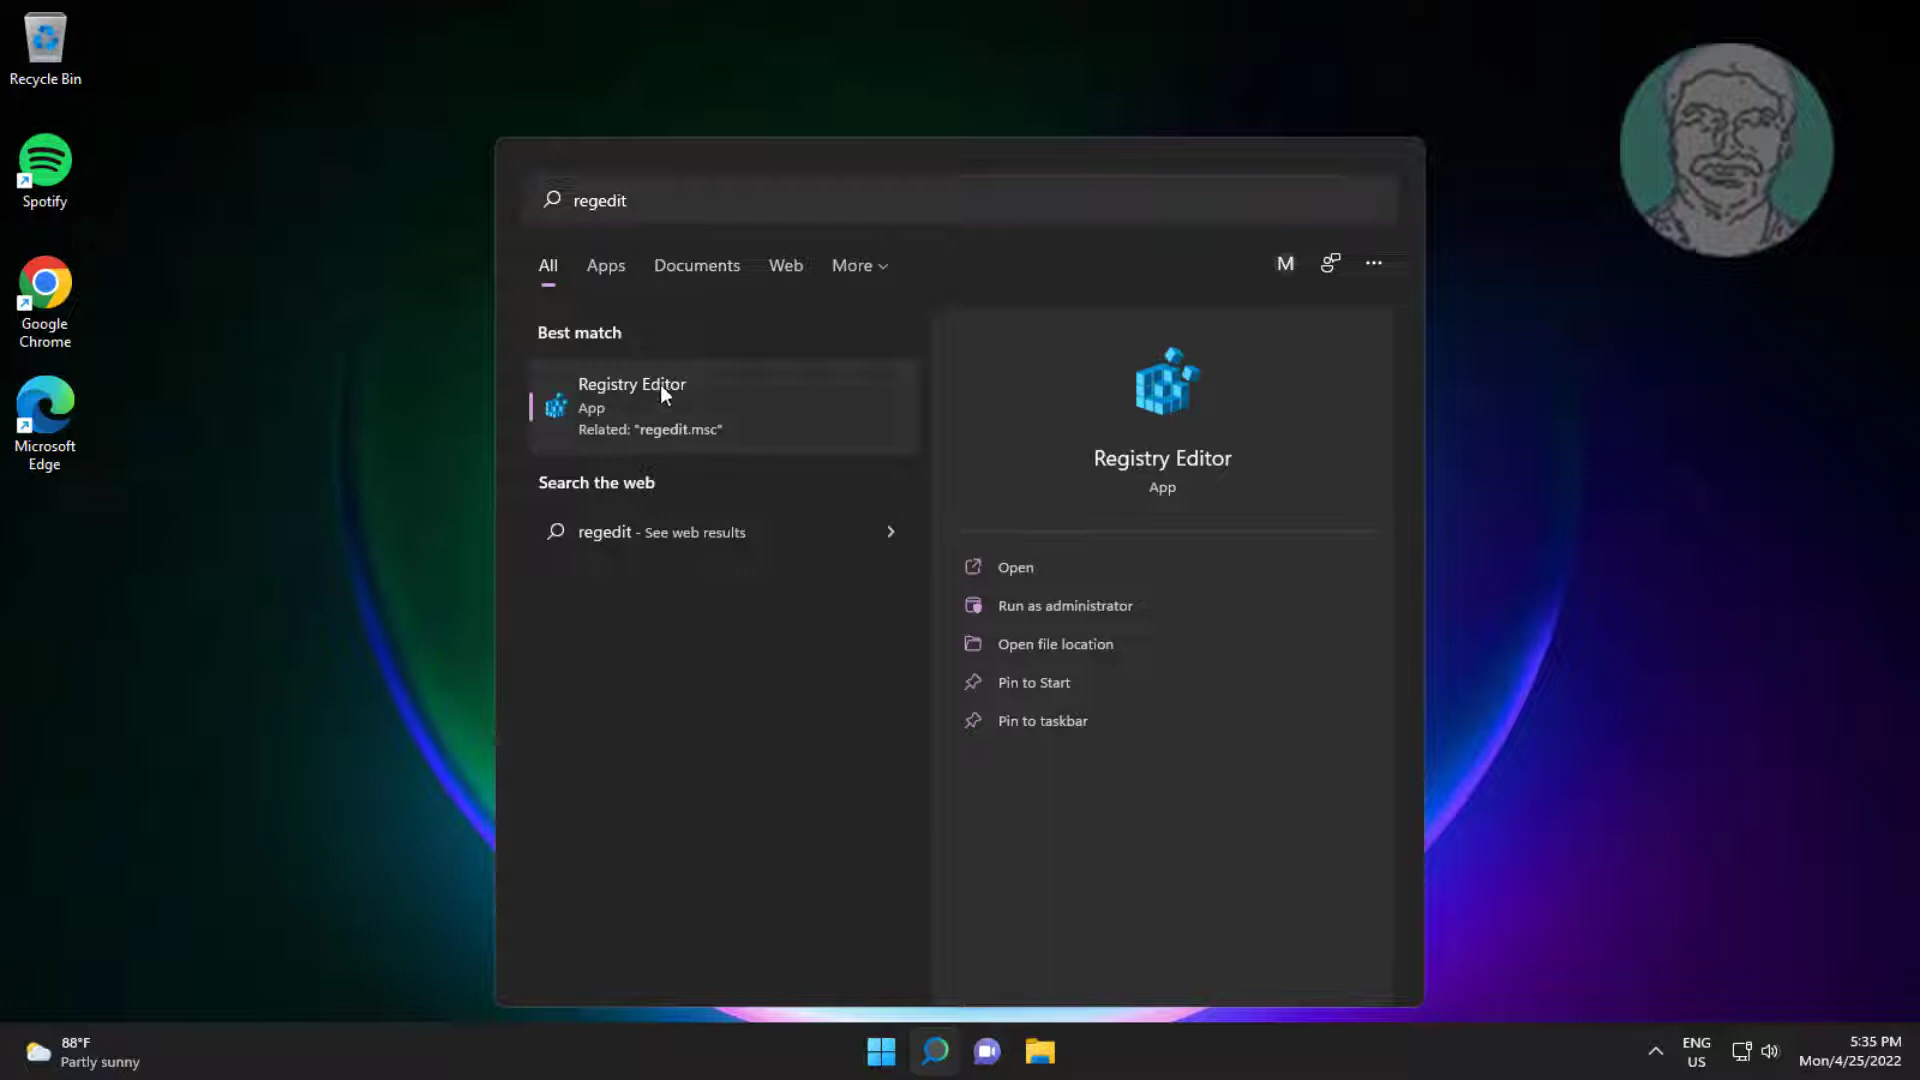 Recycle Bin
Spotify
Google
Chrome
Microsoft
Edge
regedit
All Apps Documents Web More
M
Best match
Registry Editor
App
Related: "regedit.msc"
Search the web
regedit - See web results
Registry Editor
App
Open
Run as administrator
Open file location
Pin to Start
Pin to taskbar
88°F
Partly sunny
ENG
US
5:35 PM
Mon/4/25/2022